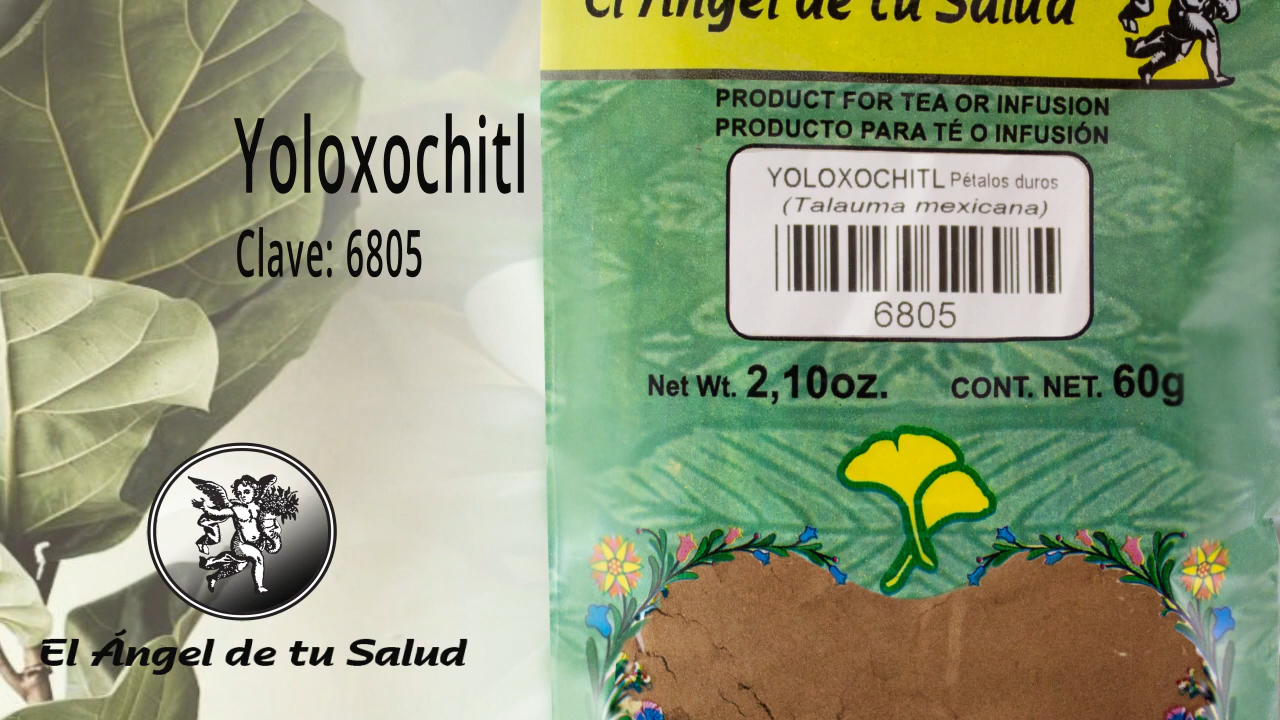 Yoloxochitl
Clave: 6805
El Ángel de tu Salud
El Ángel de tu Salud
PRODUCT FOR TEA OR INFUSION
PRODUCTO PARA TÉ O INFUSIÓN
YOLOXOCHITL Pétalos duros
(Talauma mexicana)
6805
Net Wt. 2,10oz. CONT. NET. 60g